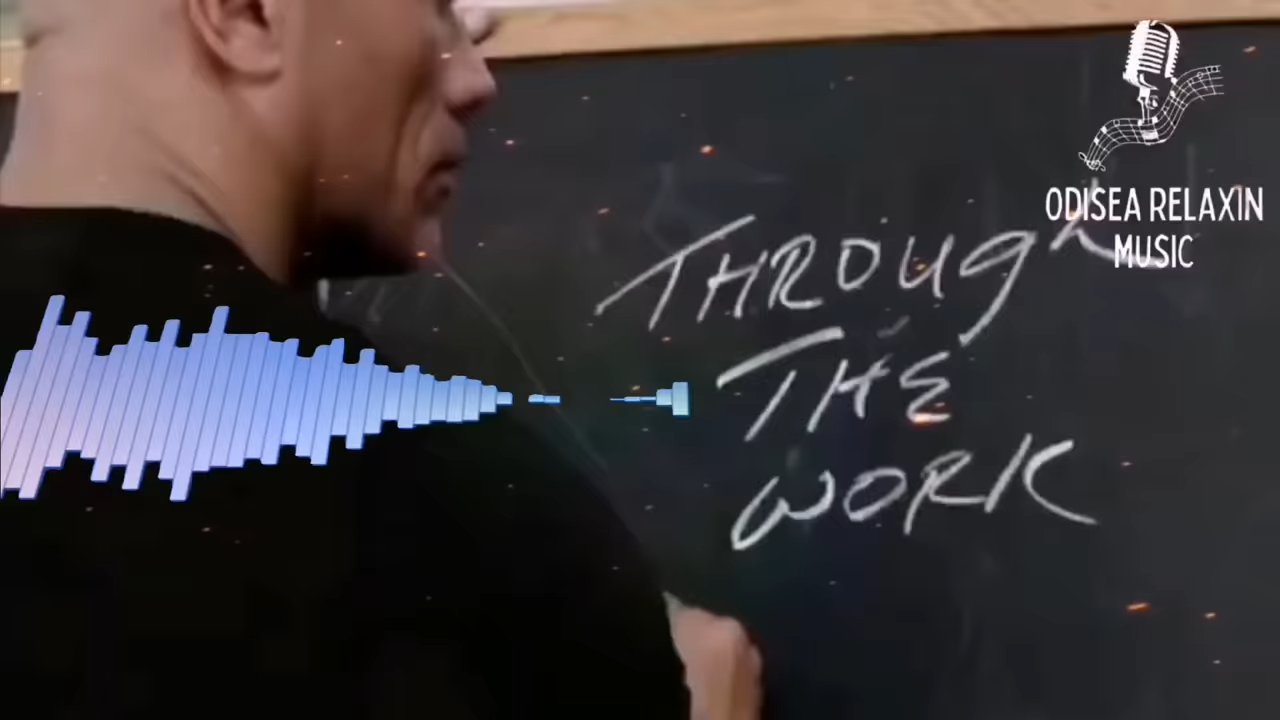 THROUGh
THE
WORK
ODISEA RELAXIN
MUSIC